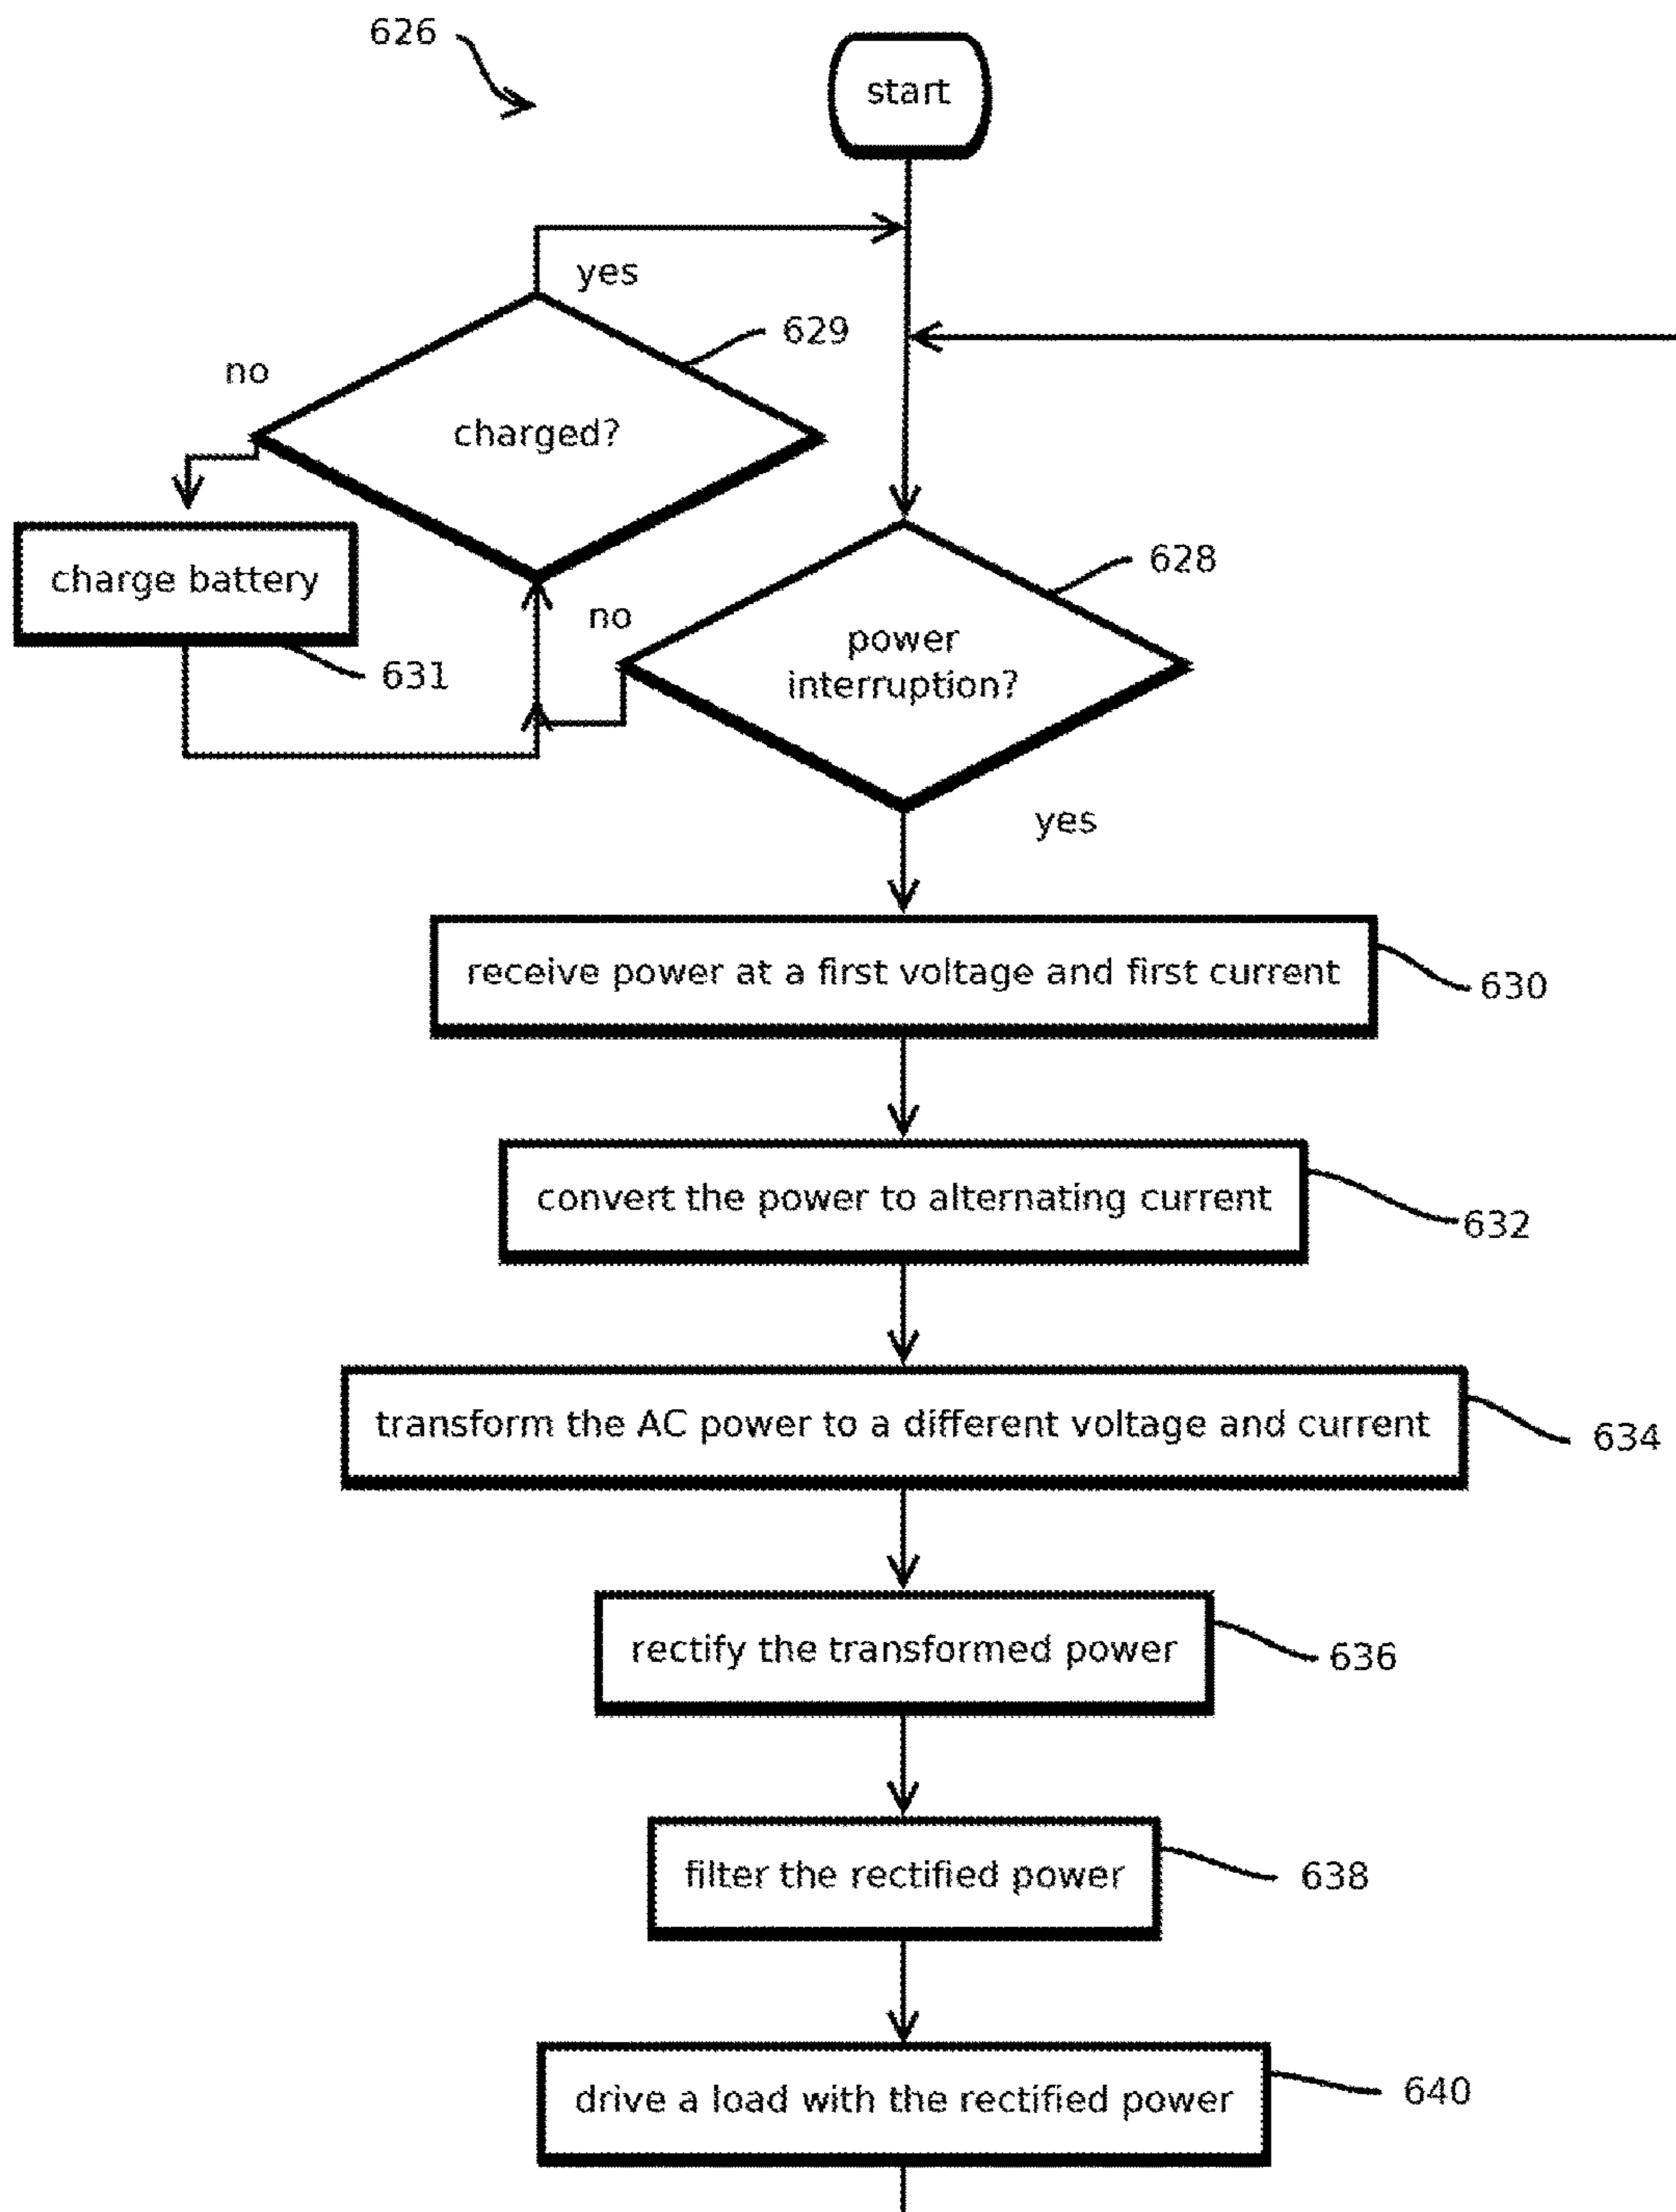 626
start
yes
629
no
charged?
628
charge battery
no
power
interruption?
631
yes
receive power at a first voltage and first current
630
convert the power to alternating current
632
transform the AC power to a different voltage and current
634
rectify the transformed power
636
filter the rectified power
638
drive a load with the rectified power
640